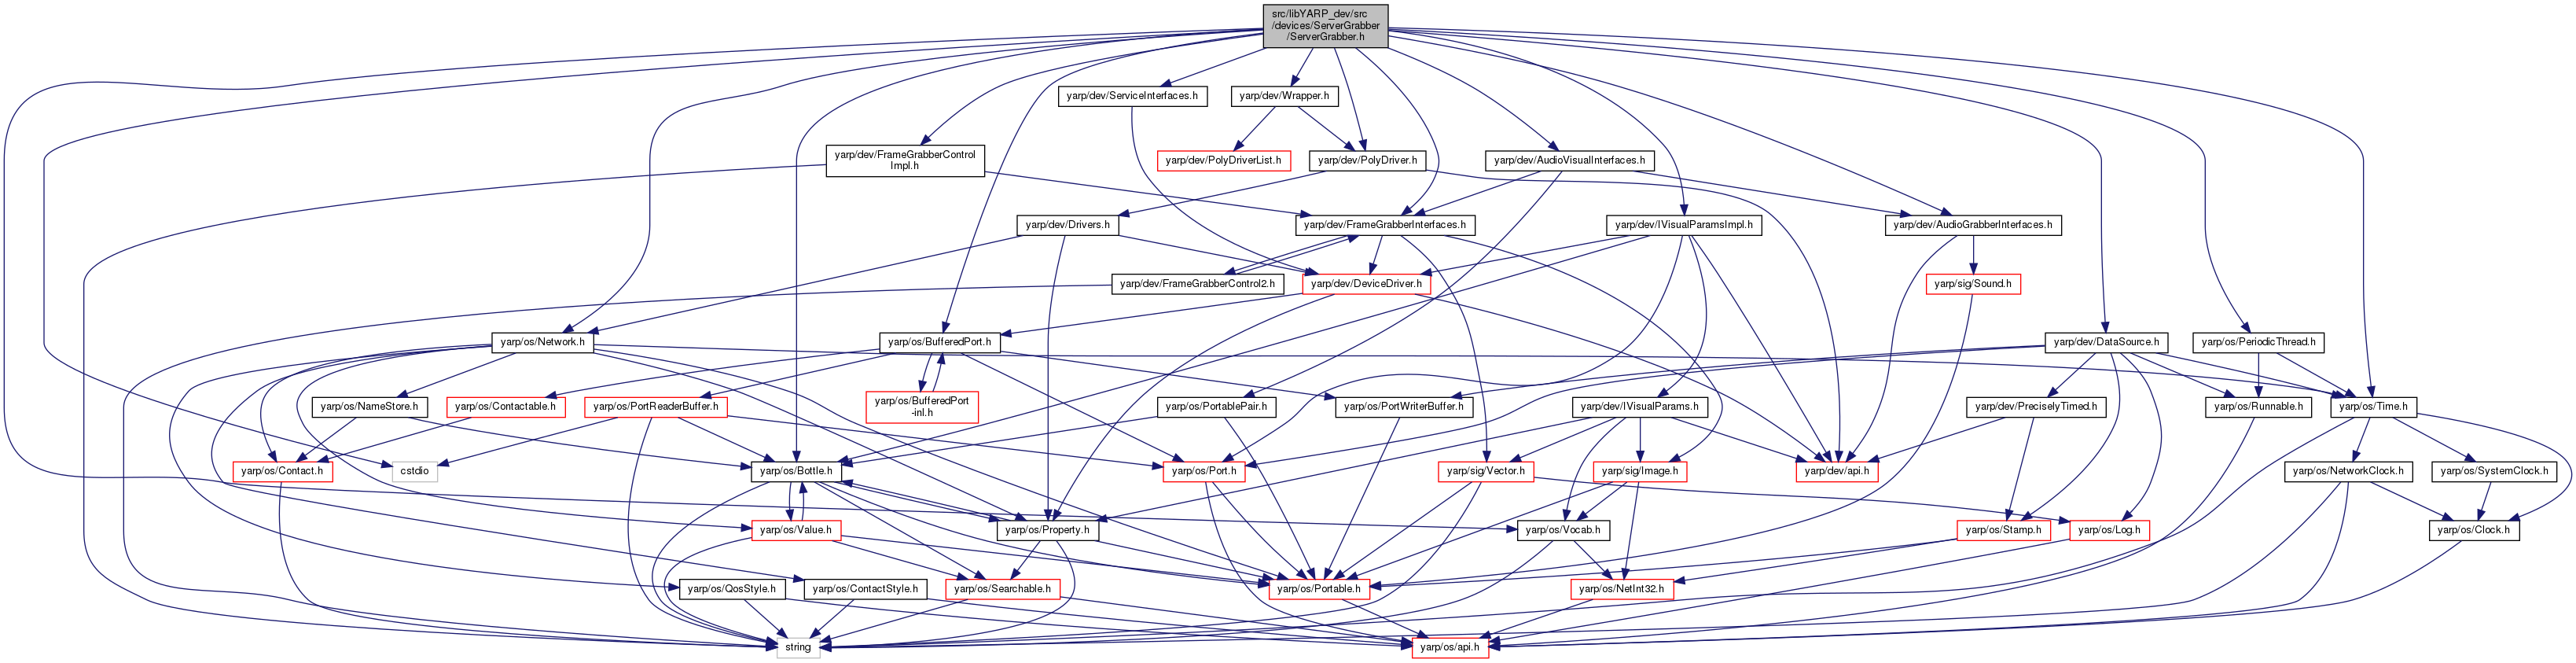 src/libYARP_dev/src
/devices/ServerGrabber
/ServerGrabber.h
yarp/dev/ServiceInterfaces.h
yarp/dev/Wrapper.h
yarp/dev/FrameGrabberControl
Impl.h
yarp/dev/PolyDriverList.h
yarp/dev/PolyDriver.h
yarp/dev/AudioVisualInterfaces.h
yarp/dev/Drivers.h
yarp/dev/FrameGrabberInterfaces.h
yarp/dev/IVisualParamsImpl.h
yarp/dev/AudioGrabberInterfaces.h
yarp/dev/FrameGrabberControl2.h
yarp/dev/DeviceDriver.h
yarp/sig/Sound.h
yarp/os/Network.h
yarp/os/BufferedPort.h
yarp/dev/DataSource.h
yarp/os/PeriodicThread.h
yarp/os/NameStore.h
yarp/os/Contactable.h
yarp/os/PortReaderBuffer.h
yarp/os/BufferedPort
-inl.h
yarp/os/PortablePair.h
yarp/os/PortWriterBuffer.h
yarp/dev/IVisualParams.h
yarp/dev/PreciselyTimed.h
yarp/os/Runnable.h
yarp/os/Time.h
yarp/os/Contact.h
cstdio
yarp/os/Bottle.h
yarp/os/Port.h
yarp/sig/Vector.h
yarp/sig/Image.h
yarp/dev/api.h
yarp/os/NetworkClock.h
yarp/os/SystemClock.h
yarp/os/Value.h
yarp/os/Property.h
yarp/os/Vocab.h
yarp/os/Stamp.h
yarp/os/Log.h
yarp/os/Clock.h
yarp/os/QosStyle.h
yarp/os/ContactStyle.h
yarp/os/Searchable.h
yarp/os/Portable.h
yarp/os/NetInt32.h
string
yarp/os/api.h